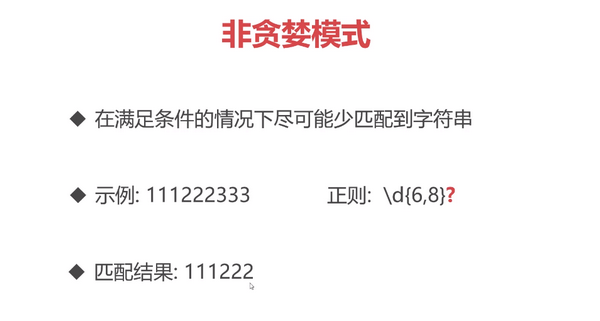 非贪婪模式
◆ 在满足条件的情况下尽可能少匹配到字符串
◆ 示例: 111222333 正则: \d{6,8}?
◆ 匹配结果: 111222